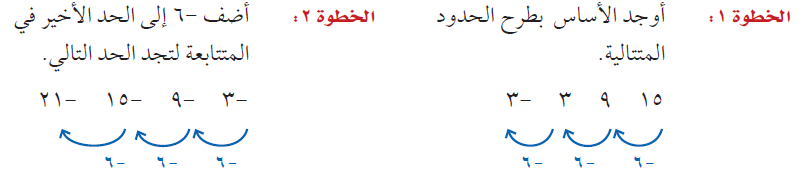 الخطوة ١: أوجد الأساس بطرح الحدود
المتتالية.
١٥ ٩ ٣ -٣
-٦ -٦ -٦
الخطوة ٢: أضف -٦ إلى الحد الأخير في
المتتابعة لتجد الحد التالي.
-٣ -٩ -١٥ -٢١
-٦ -٦ -٦